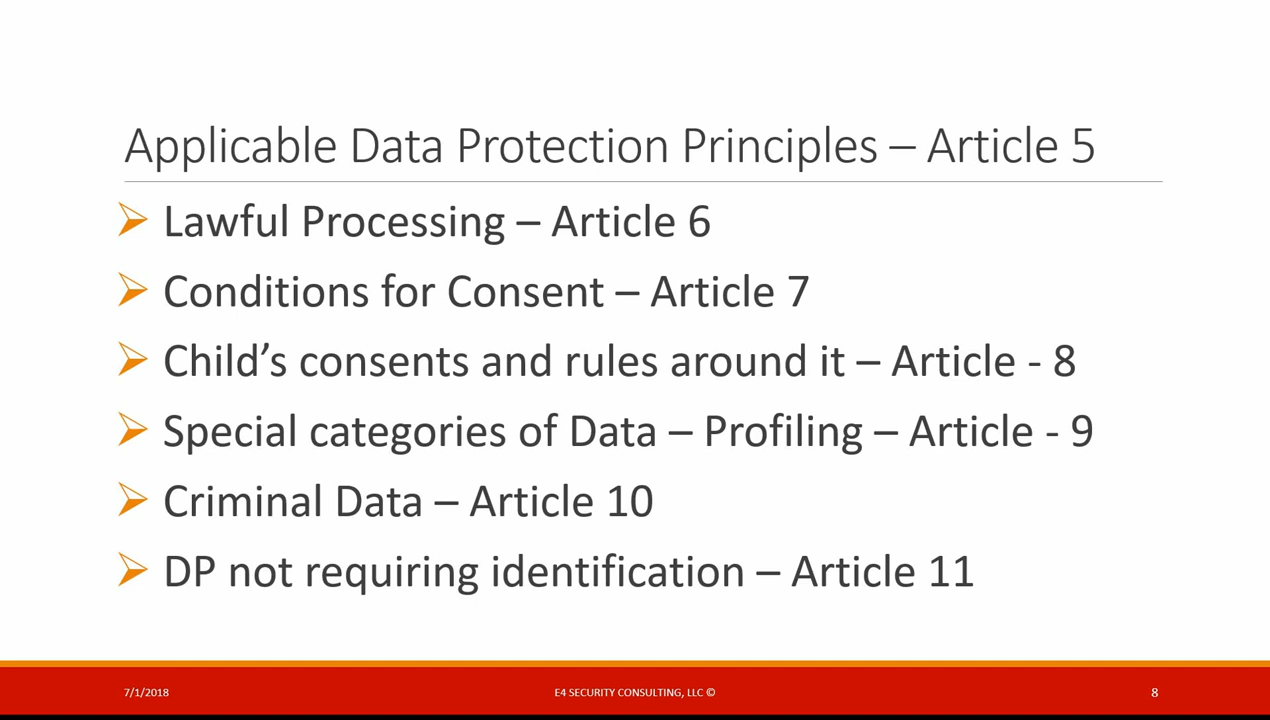 Applicable Data Protection Principles – Article 5
Lawful Processing – Article 6
Conditions for Consent – Article 7
Child’s consents and rules around it – Article - 8
Special categories of Data – Profiling – Article - 9
Criminal Data – Article 10
DP not requiring identification – Article 11
7/1/2018
E4 SECURITY CONSULTING, LLC ©
8